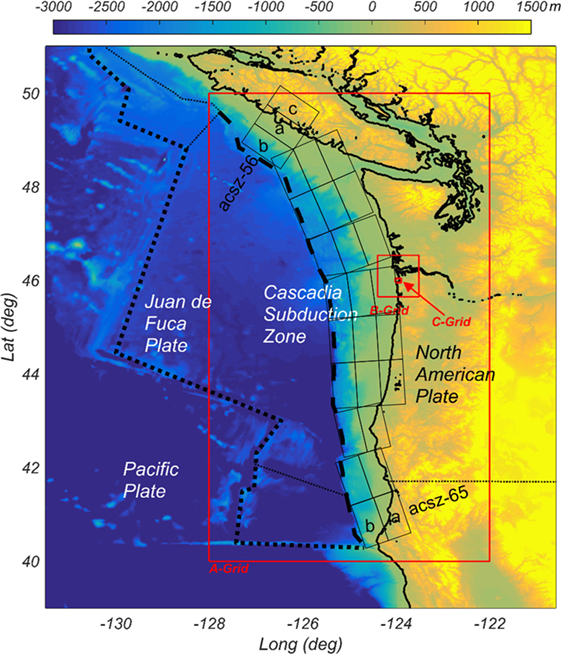 -3000 -2500 -2000 -1500 -1000 -500 0 500 1000 1500 m
50
48
46
44
42
40
Lat (deg)
c
a
b
acsz-56
Juan de
Fuca
Plate
Cascadia
Subduction
Zone
B-Grid
C-Grid
North
American
Plate
Pacific
Plate
acsz-65
b
a
A-Grid
-130 -128 -126 -124 -122
Long (deg)